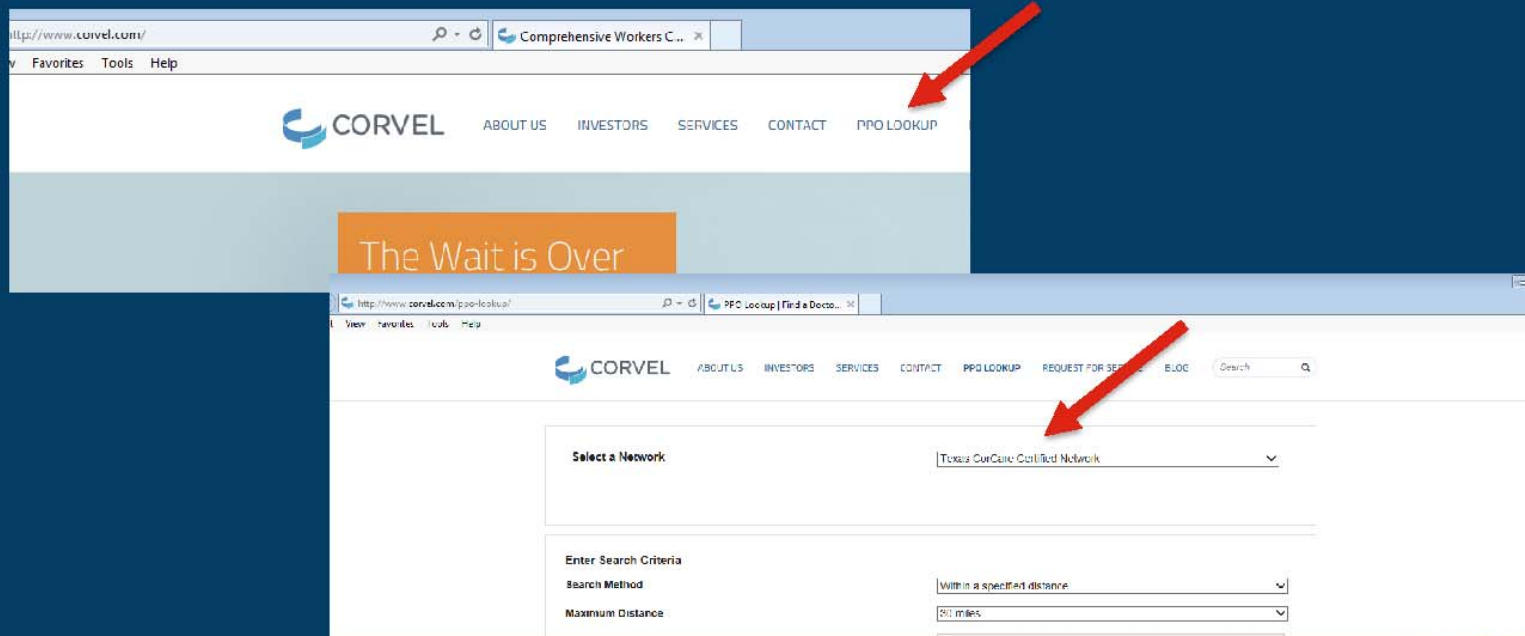 http://www.corvel.com/
Comprehensive Workers C...
Favorites Tools Help
CORVEL ABOUT US INVESTORS SERVICES CONTACT PPO LOOKUP
The Wait is Over
http://www.corvel.com/ppo-lookup/
PPO Lookup | Find a Docto...
View Favorites Tools Help
CORVEL ABOUT US INVESTORS SERVICES CONTACT PPO LOOKUP REQUEST FOR BLOG Search
Select a Network Texas CorCare Certified Network
Enter Search Criteria
Search Method Within a specified distance
Maximum Distance 30 miles